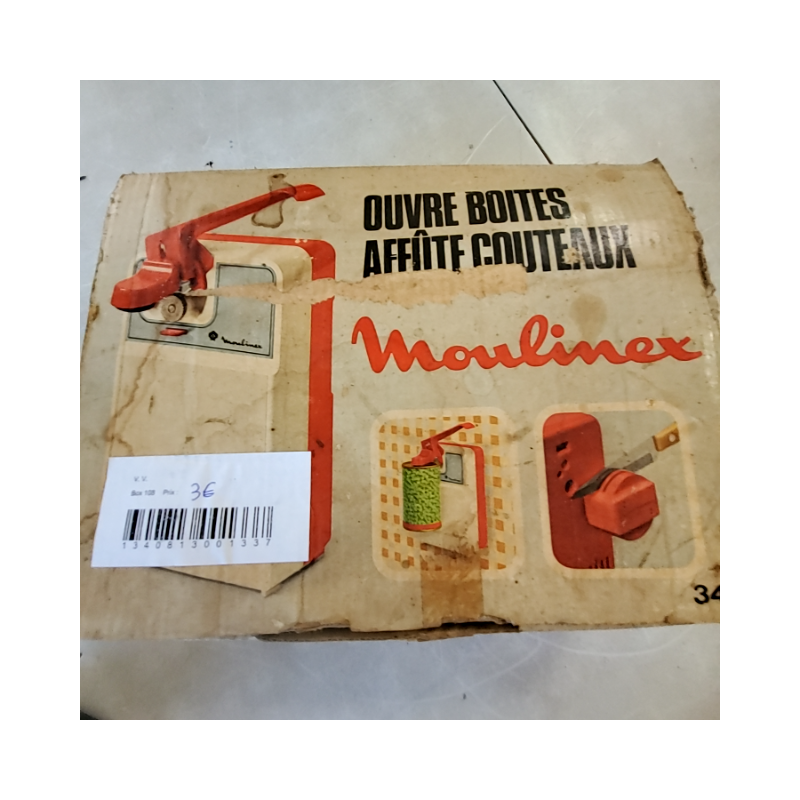 OUVRE BOITES
AFFÛTE COUTEAUX
Moulinex
Moulinex
V. V.
Box 108 Prix : 3€
1340813001337
34